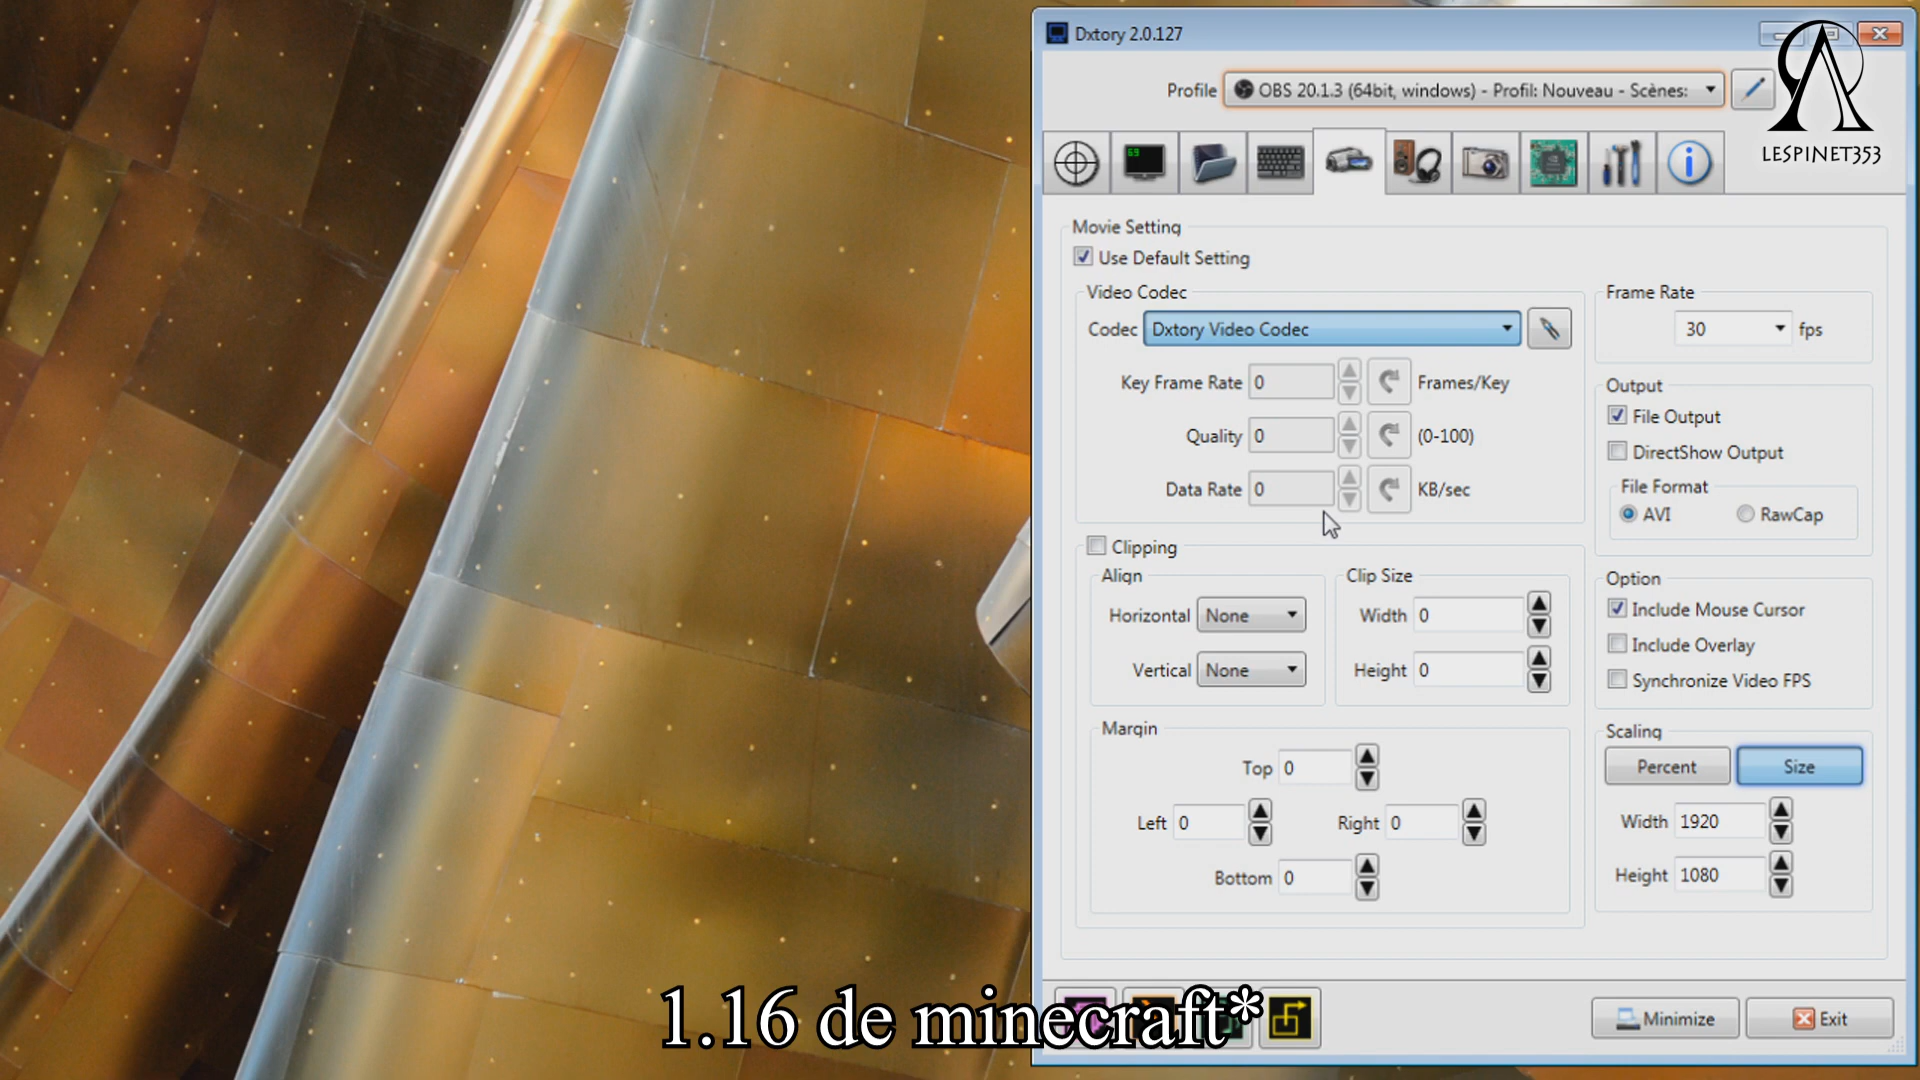 Dxtory 2.0.127
Profile OBS 20.1.3 (64bit, windows) - Profil: Nouveau - Scènes:
LESPINET353
69
Movie Setting
Use Default Setting
Video Codec
Codec Dxtory Video Codec
Key Frame Rate 0 Frames/Key
Quality 0 (0-100)
Data Rate 0 KB/sec
Frame Rate
30 fps
Output
File Output
DirectShow Output
File Format
AVI RawCap
Clipping
Align
Horizontal None
Vertical None
Clip Size
Width 0
Height 0
Option
Include Mouse Cursor
Include Overlay
Synchronize Video FPS
Margin
Top 0
Left 0 Right 0
Bottom 0
Scaling
Percent Size
Width 1920
Height 1080
1.16 de minecraft*
Minimize Exit